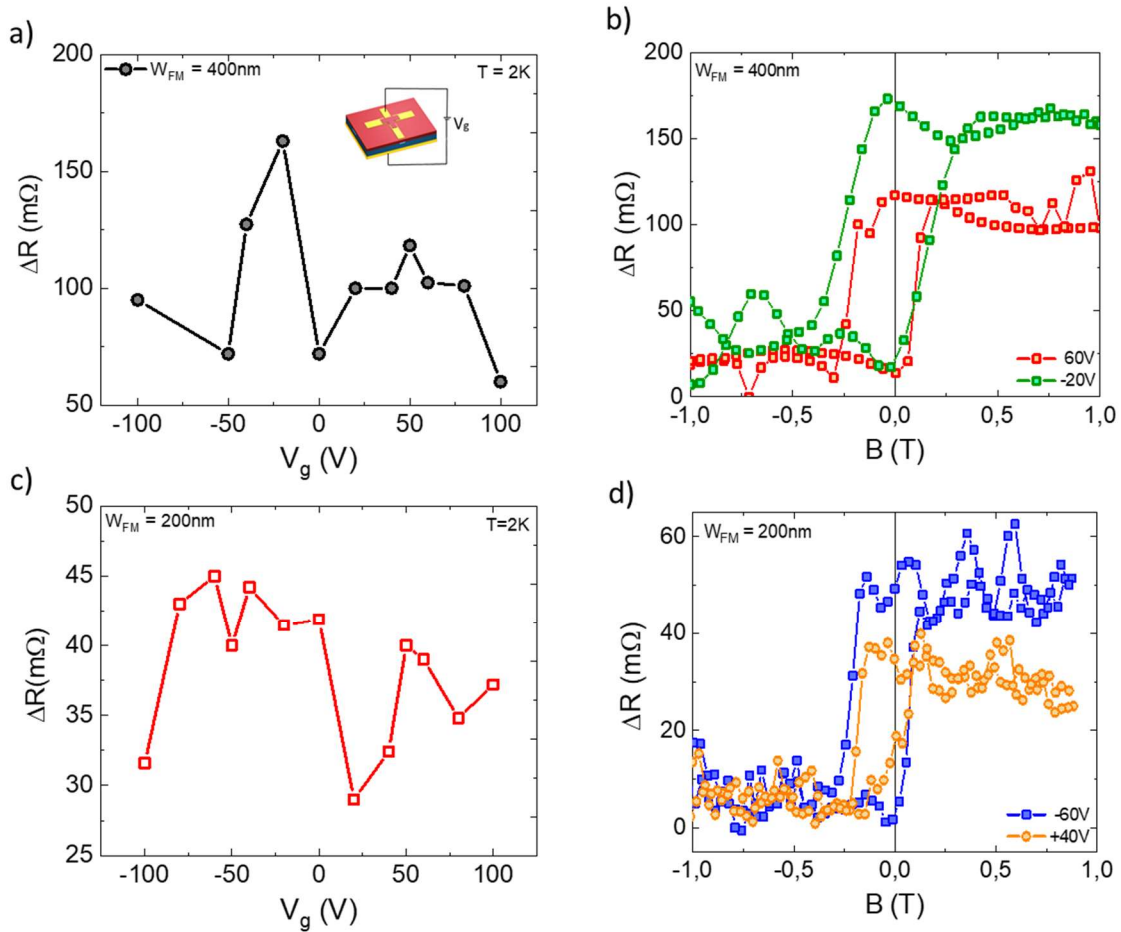 a)
200
150
100
50
ΔR (mΩ)
W_FM = 400nm
T = 2K
V_g
-100 -50 0 50 100
V_g (V)
b)
200
150
100
50
0
ΔR (mΩ)
W_FM = 400nm
60V
-20V
-1,0 -0,5 0,0 0,5 1,0
B (T)
c)
50
45
40
35
30
25
ΔR(mΩ)
W_FM = 200nm
T=2K
-100 -50 0 50 100
V_g (V)
d)
60
40
20
0
ΔR (mΩ)
W_FM = 200nm
-60V
+40V
-1,0 -0,5 0,0 0,5 1,0
B (T)